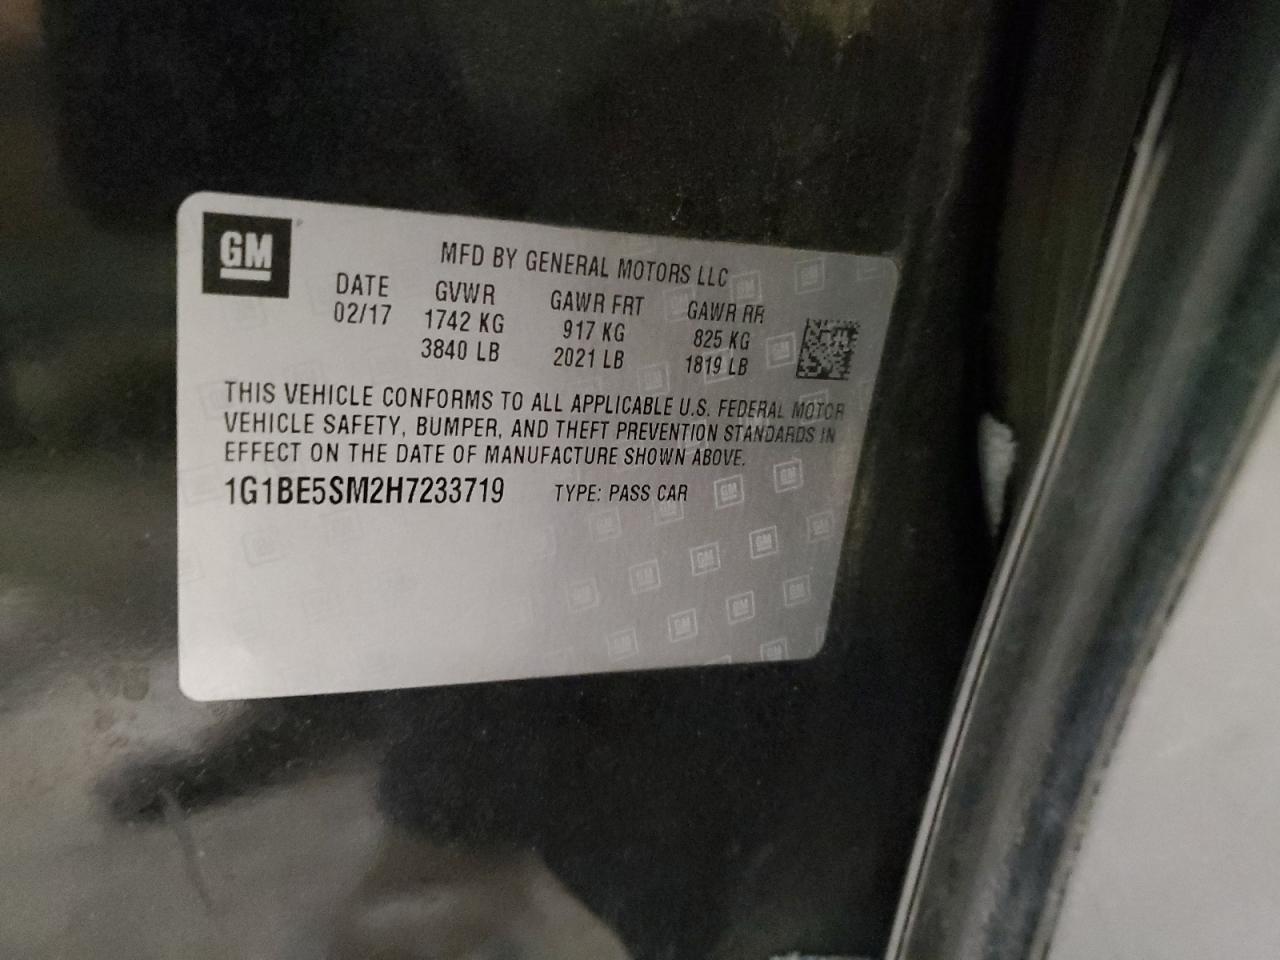 GM
MFD BY GENERAL MOTORS LLC
DATE GVWR GAWR FRT GAWR RR
02/17 1742 KG 917 KG 825 KG
3840 LB 2021 LB 1819 LB
THIS VEHICLE CONFORMS TO ALL APPLICABLE U.S. FEDERAL MOTOR
VEHICLE SAFETY, BUMPER, AND THEFT PREVENTION STANDARDS IN
EFFECT ON THE DATE OF MANUFACTURE SHOWN ABOVE.
1G1BE5SM2H7233719 TYPE: PASS CAR